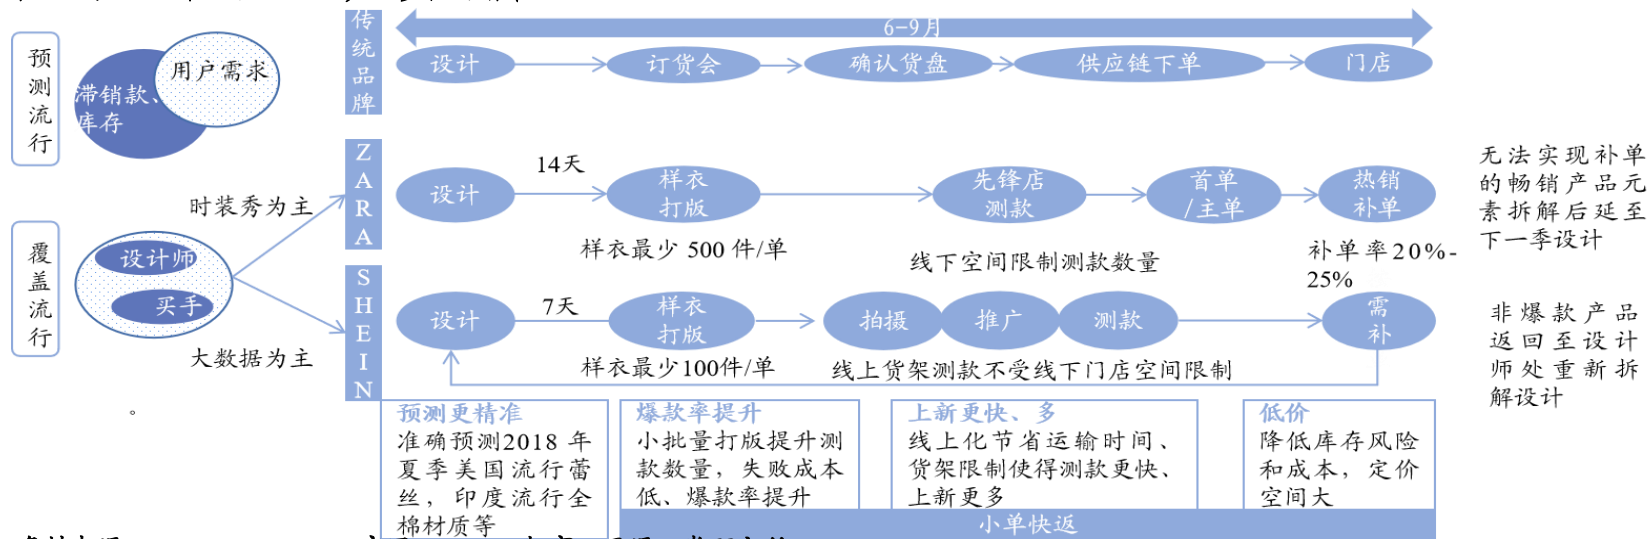 预测流行
用户需求
滞销款、
库存
传统品牌
6-9月
设计
订货会
确认货盘
供应链下单
门店
覆盖流行
设计师
买手
时装秀为主
大数据为主
ZARA
设计
14天
样衣
打版
先锋店
测款
首单
/主单
热销
补单
样衣最少 500 件/单
线下空间限制测款数量
补单率20%-
25%
无法实现补单
的畅销产品元
素拆解后延至
下一季设计
SHEIN
设计
7天
样衣
打版
拍摄
推广
测款
需
补
样衣最少100件/单
线上货架测款不受线下门店空间限制
非爆款产品
返回至设计
师处重新拆
解设计
。
预测更精准
准确预测2018 年
夏季美国流行蕾
丝，印度流行全
棉材质等
爆款率提升
小批量打版提升测
款数量，失败成本
低、爆款率提升
上新更快、多
线上化节省运输时间、
货架限制使得测款更快、
上新更多
低价
降低库存风险
和成本，定价
空间大
小单快返